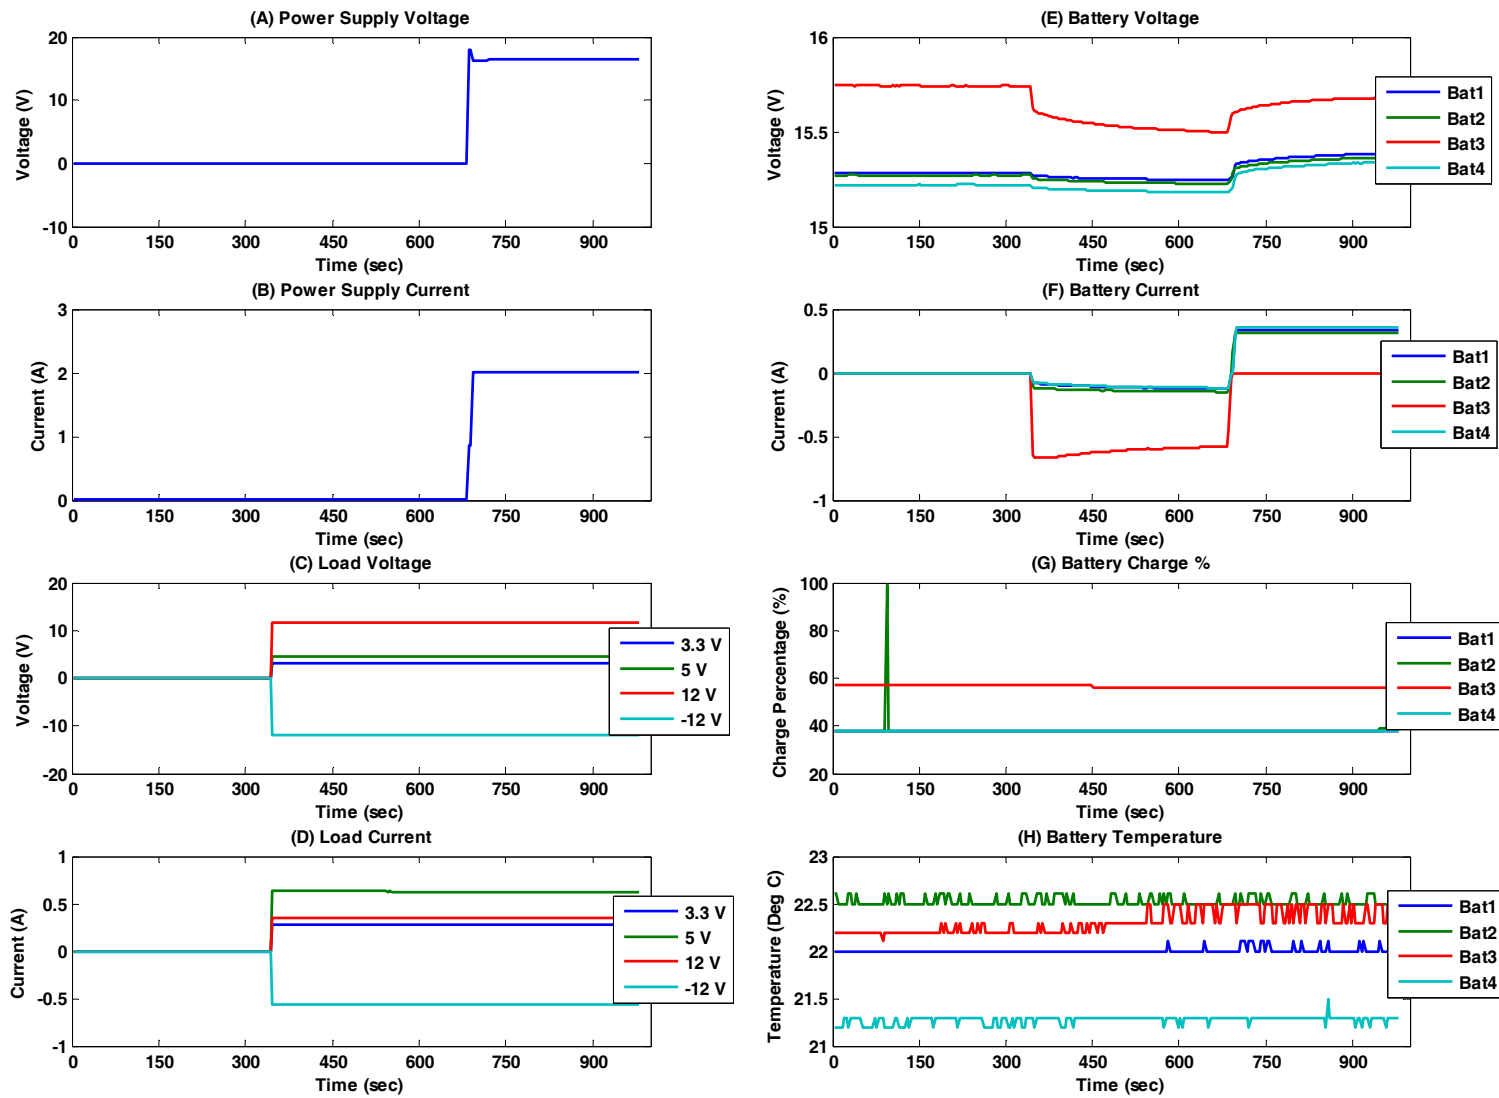 (A) Power Supply Voltage
Voltage (V)
20
10
0
-10
0 150 300 450 600 750 900
Time (sec)
(B) Power Supply Current
Current (A)
3
2
1
0
0 150 300 450 600 750 900
Time (sec)
(C) Load Voltage
Voltage (V)
20
10
0
-10
-20
0 150 300 450 600 750 900
Time (sec)
3.3 V
5 V
12 V
-12 V
(D) Load Current
Current (A)
1
0.5
0
-0.5
-1
0 150 300 450 600 750 900
Time (sec)
3.3 V
5 V
12 V
-12 V
(E) Battery Voltage
Voltage (V)
16
15.5
15
0 150 300 450 600 750 900
Time (sec)
Bat1
Bat2
Bat3
Bat4
(F) Battery Current
Current (A)
0.5
0
-0.5
-1
0 150 300 450 600 750 900
Time (sec)
Bat1
Bat2
Bat3
Bat4
(G) Battery Charge %
Charge Percentage (%)
100
80
60
40
20
0 150 300 450 600 750 900
Time (sec)
Bat1
Bat2
Bat3
Bat4
(H) Battery Temperature
Temperature (Deg C)
23
22.5
22
21.5
21
0 150 300 450 600 750 900
Time (sec)
Bat1
Bat2
Bat3
Bat4